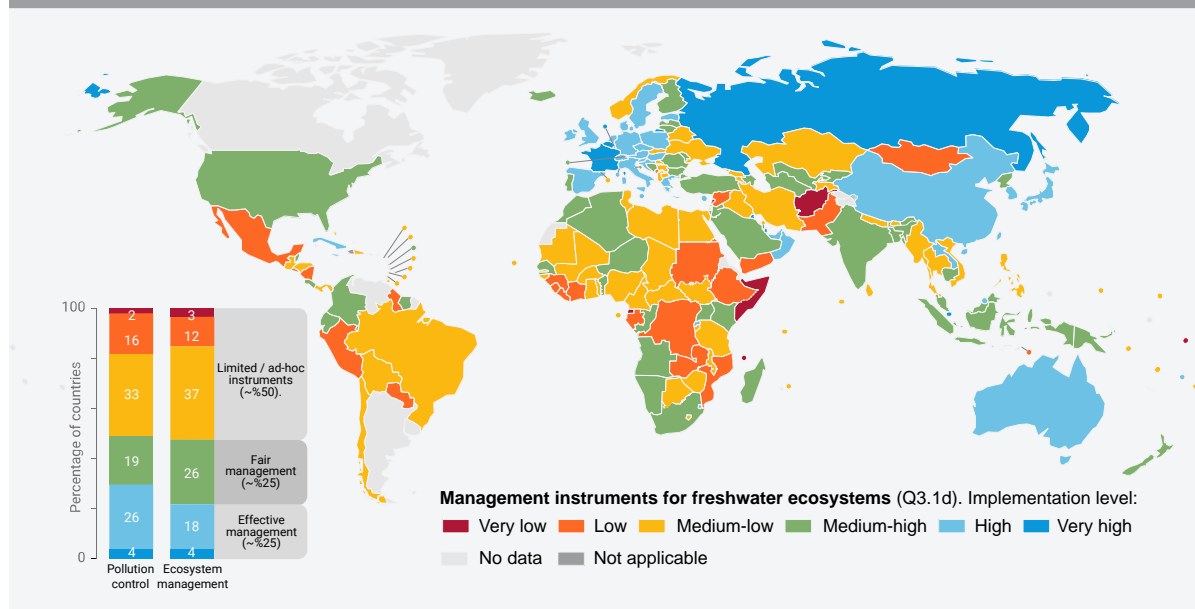 100
Percentage of countries
0
2
16
33
19
26
4
3
12
37
26
18
4
Limited / ad-hoc
instruments
(~%50).
Fair
management
(~%25)
Effective
management
(~%25)
Pollution
control
Ecosystem
management
Management instruments for freshwater ecosystems (Q3.1d). Implementation level:
Very low Low Medium-low Medium-high High Very high
No data Not applicable